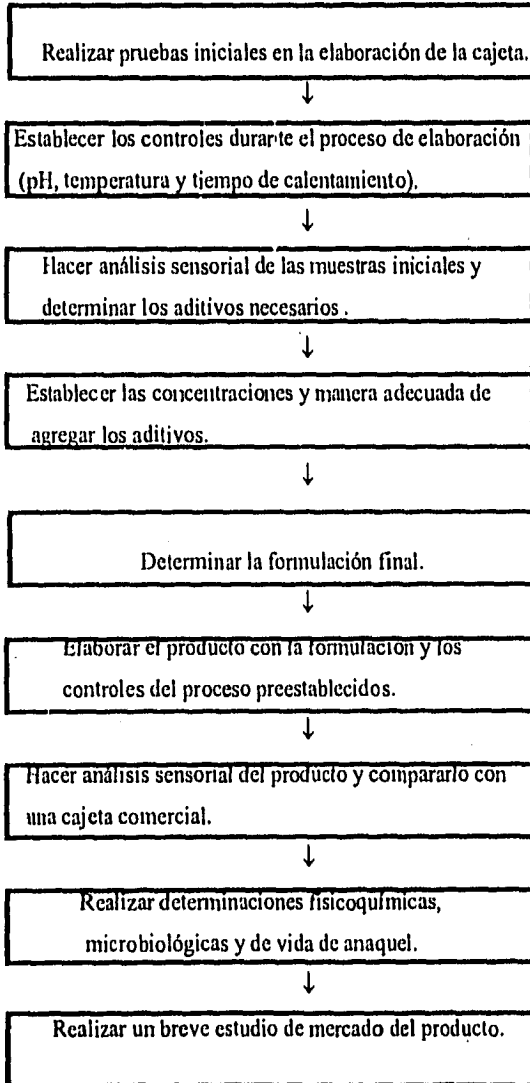 Realizar pruebas iniciales en la elaboración de la cajeta.
↓
Establecer los controles durante el proceso de elaboración
(pH, temperatura y tiempo de calentamiento).
↓
Hacer análisis sensorial de las muestras iniciales y
determinar los aditivos necesarios .
↓
Establecer las concentraciones y manera adecuada de
agregar los aditivos.
↓
Determinar la formulación final.
↓
Elaborar el producto con la formulación y los
controles del proceso preestablecidos.
↓
Hacer análisis sensorial del producto y compararlo con
una cajeta comercial.
↓
Realizar determinaciones fisicoquímicas,
microbiológicas y de vida de anaquel.
↓
Realizar un breve estudio de mercado del producto.